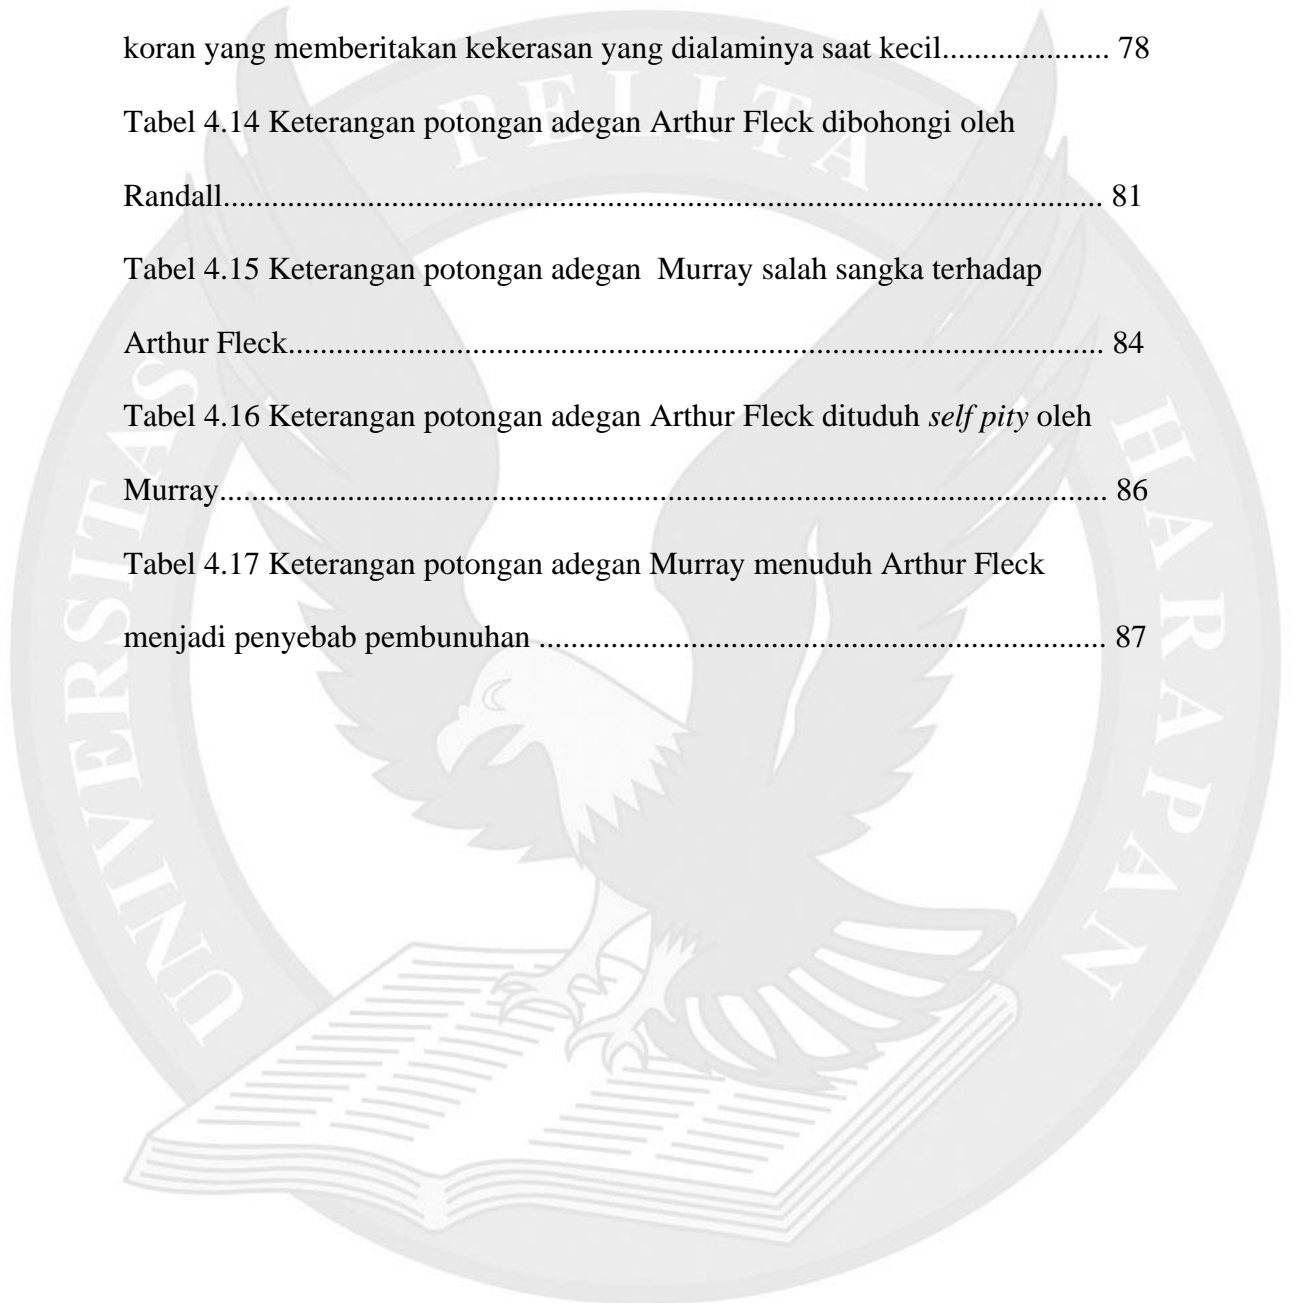 koran yang memberitakan kekerasan yang dialaminya saat kecil..................... 78
Tabel 4.14 Keterangan potongan adegan Arthur Fleck dibohongi oleh
Randall.............................................................................................................. 81
Tabel 4.15 Keterangan potongan adegan  Murray salah sangka terhadap
Arthur Fleck...................................................................................................... 84
Tabel 4.16 Keterangan potongan adegan Arthur Fleck dituduh self pity oleh
Murray............................................................................................................... 86
Tabel 4.17 Keterangan potongan adegan Murray menuduh Arthur Fleck
menjadi penyebab pembunuhan ....................................................................... 87
UNIVERSITAS PELITA HARAPAN